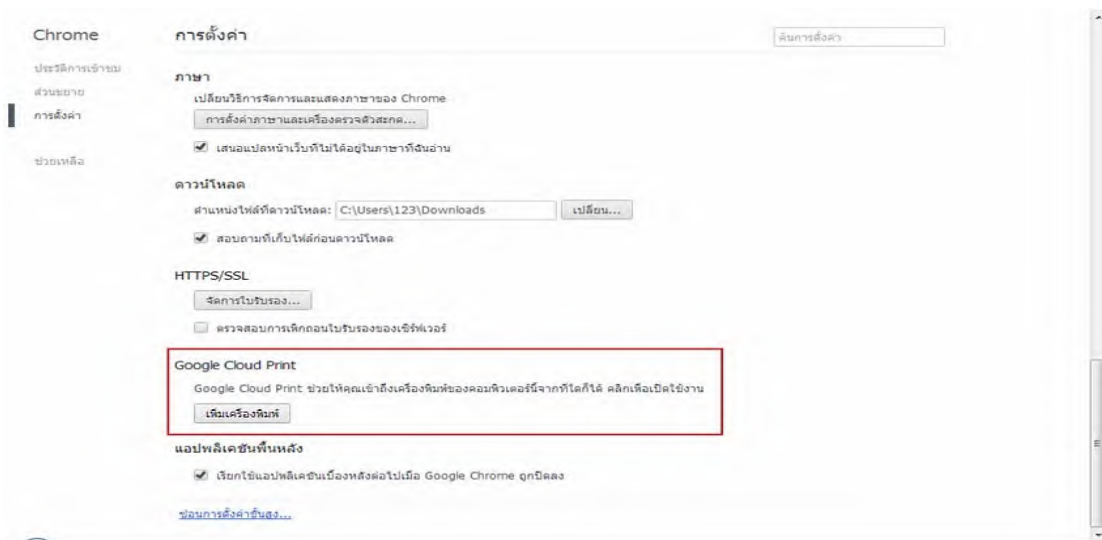 Chrome
การตั้งค่า
ค้นการตั้งค่า
ประวัติการเข้าชม
ส่วนขยาย
การตั้งค่า
ช่วยเหลือ
ภาษา
เปลี่ยนวิธีการจัดการและแสดงภาษาของ Chrome
การตั้งค่าภาษาและเครื่องตรวจตัวสะกด...
เสนอแปลหน้าเว็บที่ไม่ได้อยู่ในภาษาที่ฉันอ่าน
ดาวน์โหลด
ตำแหน่งไฟล์ที่ดาวน์โหลด: C:\Users\123\Downloads เปลี่ยน...
สอบถามที่เก็บไฟล์ก่อนดาวน์โหลด
HTTPS/SSL
จัดการใบรับรอง...
ตรวจสอบการเพิกถอนใบรับรองของเซิร์ฟเวอร์
Google Cloud Print
Google Cloud Print ช่วยให้คุณเข้าถึงเครื่องพิมพ์ของคอมพิวเตอร์นี้จากที่ใดก็ได้ คลิกเพื่อเปิดใช้งาน
เพิ่มเครื่องพิมพ์
แอปพลิเคชันพื้นหลัง
เรียกใช้แอปพลิเคชันเบื้องหลังต่อไปเมื่อ Google Chrome ถูกปิดลง
ซ่อนการตั้งค่าขั้นสูง...